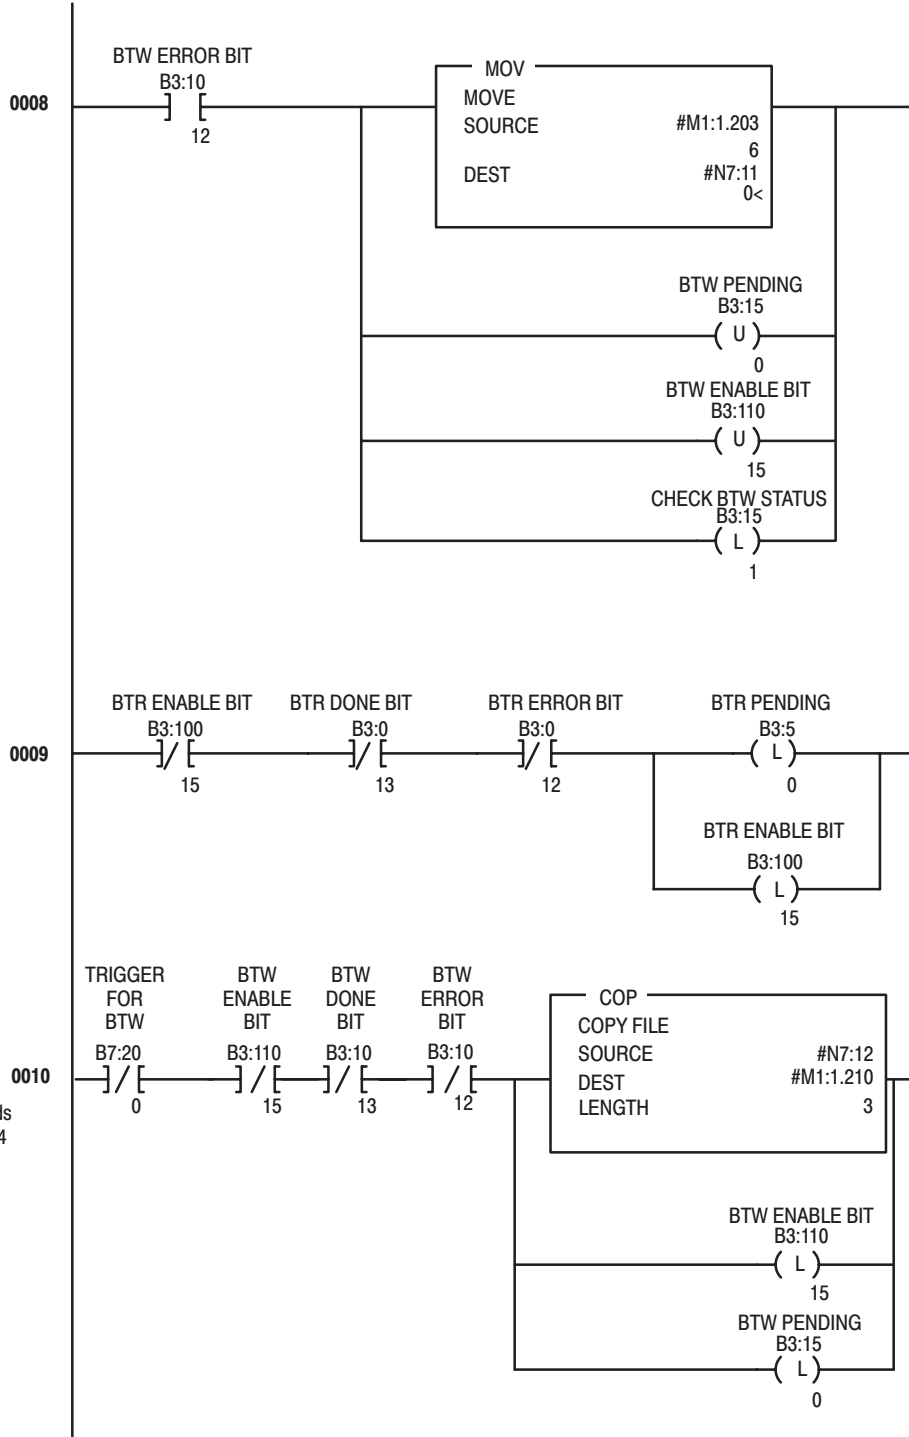 BTW ERROR BIT
B3:10
0008
] [
12
MOV
MOVE
SOURCE #M1:1.203
6
DEST #N7:11
0<
BTW PENDING
B3:15
( U )
0
BTW ENABLE BIT
B3:110
( U )
15
CHECK BTW STATUS
B3:15
( L )
1
BTR ENABLE BIT BTR DONE BIT BTR ERROR BIT BTR PENDING
B3:100 B3:0 B3:0 B3:5
0009
]/[ ]/[ ]/[ ( L )
15 13 12 0
BTR ENABLE BIT
B3:100
( L )
15
TRIGGER FOR BTW
B7:20
BTW ENABLE BIT
B3:110
BTW DONE BIT
B3:10
BTW ERROR BIT
B3:10
0010
]/[ ]/[ ]/[ ]/[
0 15 13 12
COP
COPY FILE
SOURCE #N7:12
DEST #M1:1.210
LENGTH 3
4
BTW ENABLE BIT
B3:110
( L )
15
BTW PENDING
B3:15
( L )
0